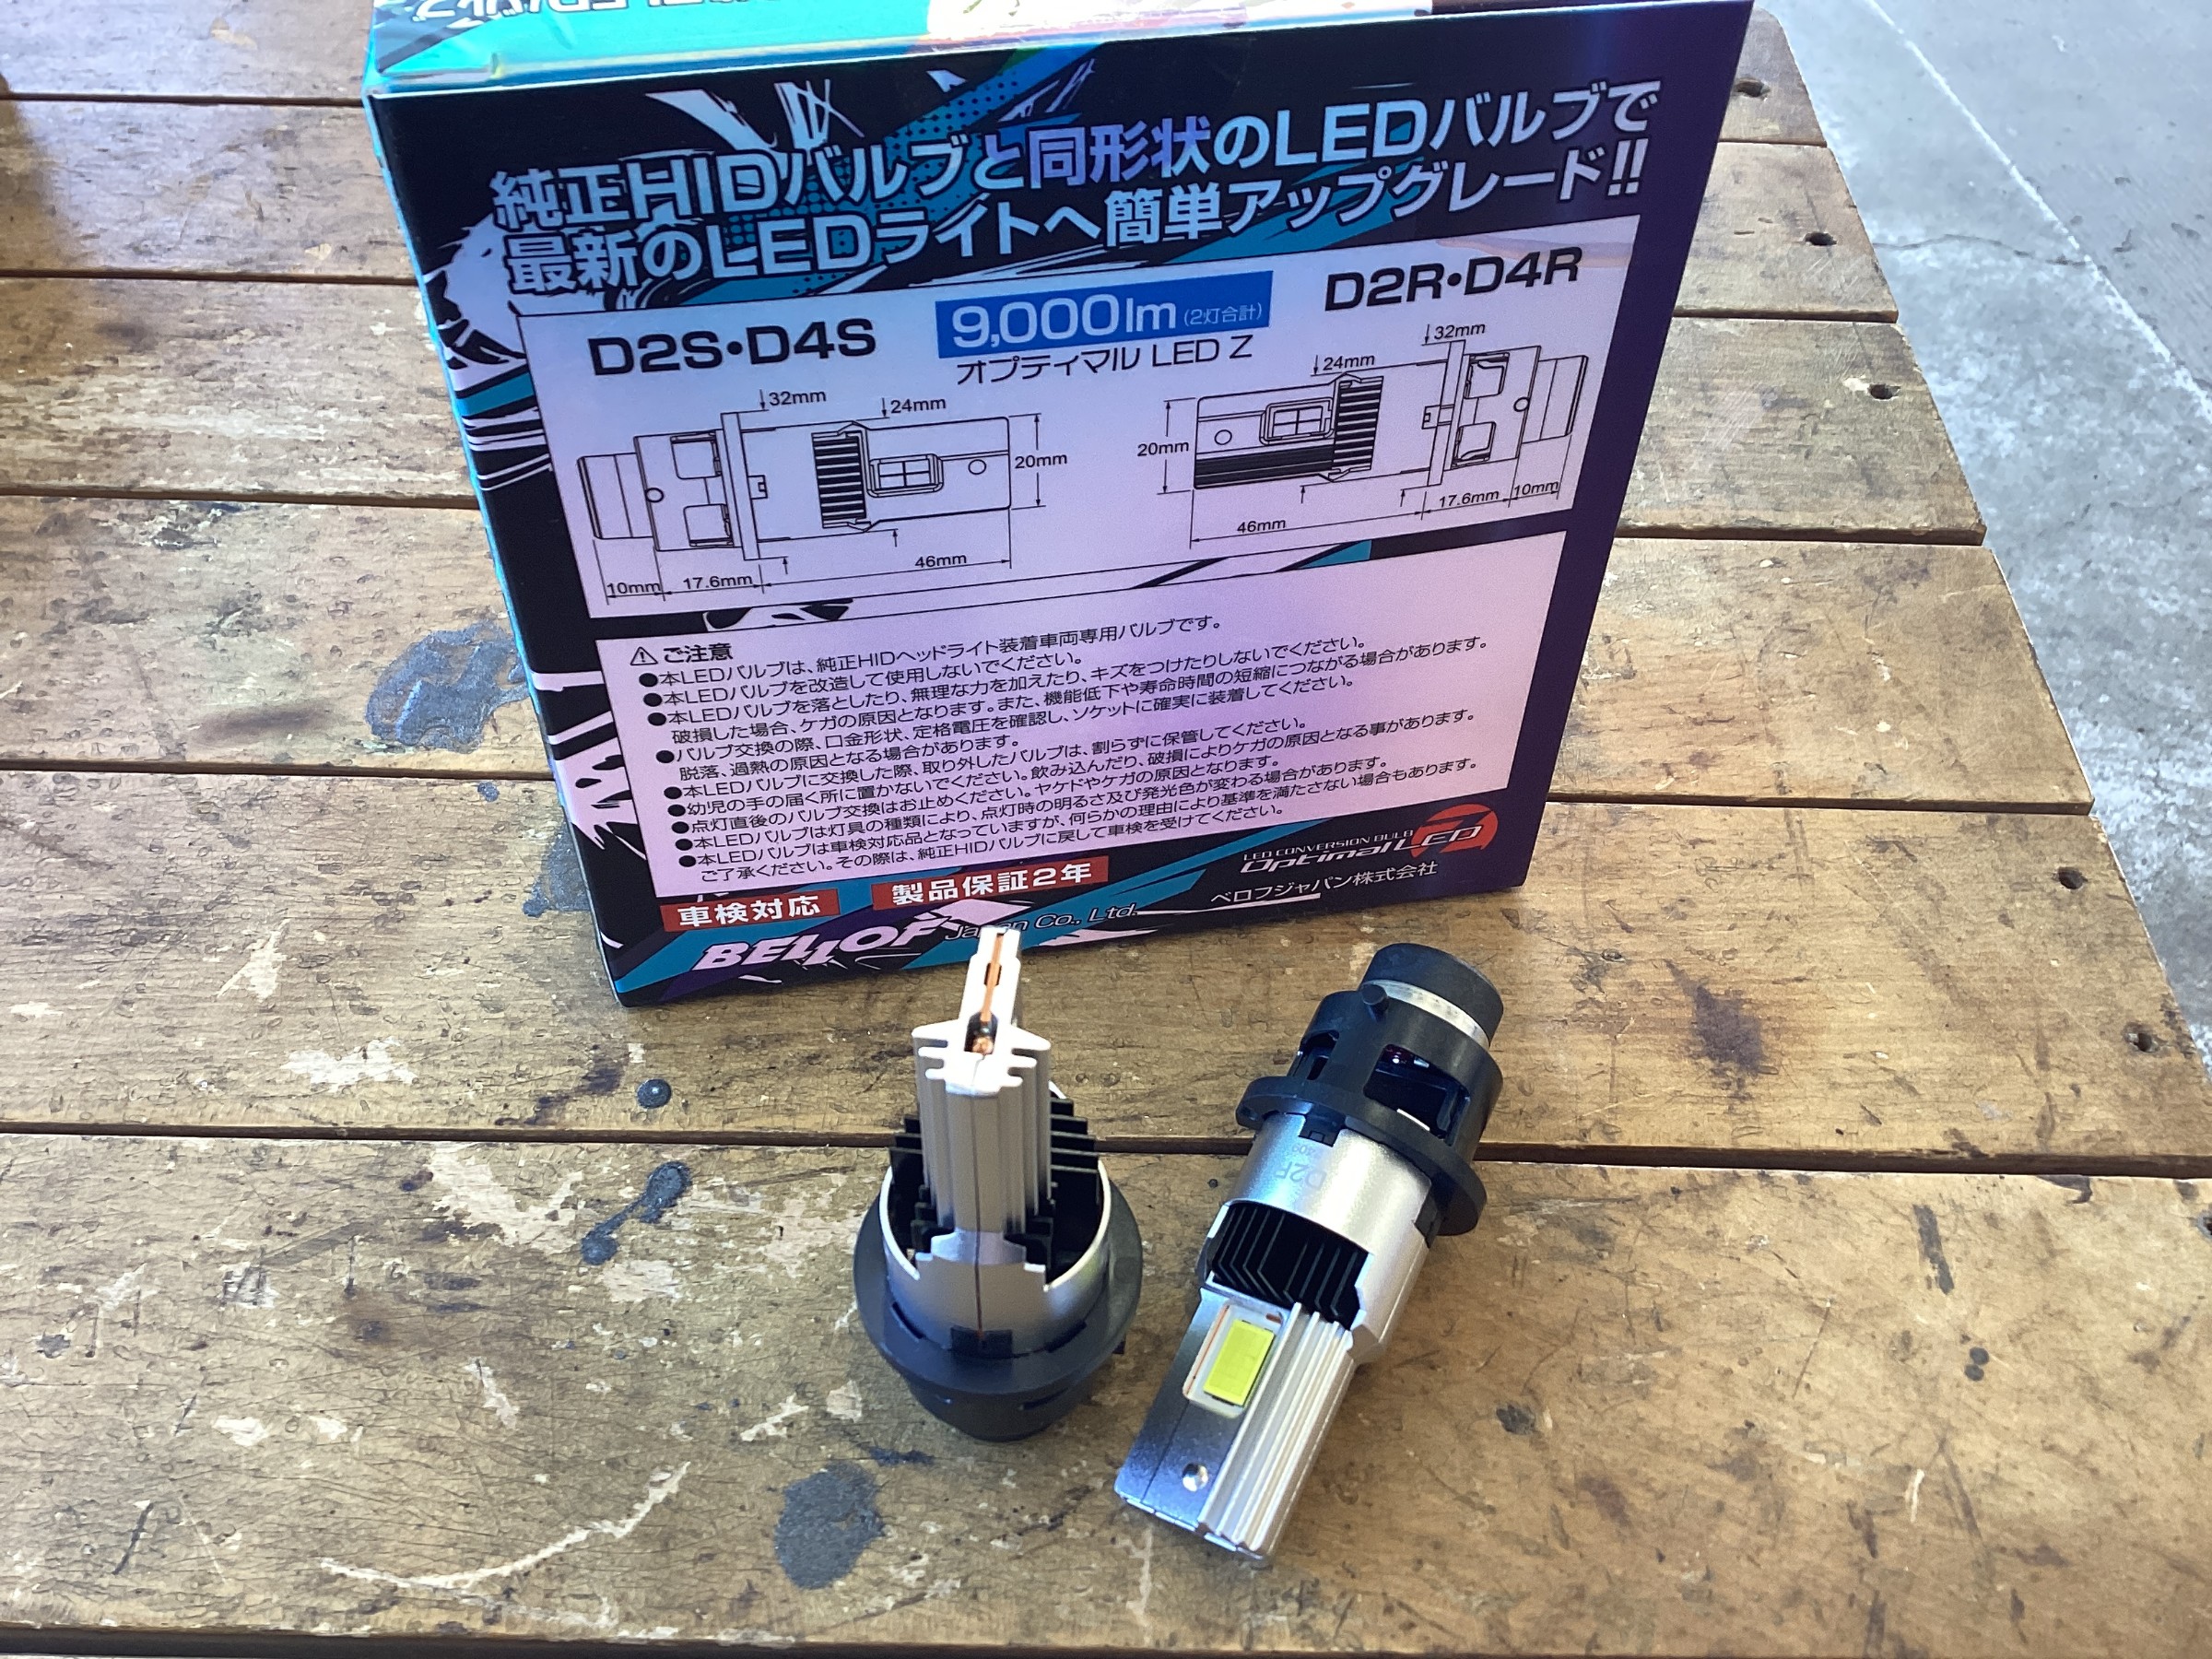 純正HIDバルブと同形状のLEDバルブで
最新のLEDライトへ簡単アップグレード!!
D2S・D4S
9,000lm (2灯合計)
オプティマル LED Z
D2R・D4R
32mm
24mm
20mm
46mm
17.6mm
10mm
32mm
24mm
20mm
46mm
17.6mm
10mm
⚠ ご注意
●本LEDバルブは、純正HIDヘッドライト装着車両専用バルブです。
●本LEDバルブを改造して使用しないでください。
●本LEDバルブを落としたり、無理な力を加えたり、キズをつけたりしないでください。
破損した場合、ケガの原因となります。また、機能低下や寿命時間の短縮につながる場合があります。
●バルブ交換の際、口金形状、定格電圧を確認し、ソケットに確実に装着してください。
脱落、過熱の原因となる場合があります。
●本LEDバルブに交換した際、取り外したバルブは、割らずに保管してください。
●幼児の手の届く所に置かないでください。飲み込んだり、破損によりケガの原因となる事があります。
●点灯直後のバルブ交換はお止めください。ヤケドやケガの原因となります。
●本LEDバルブは灯具の種類により、点灯時の明るさ及び発光色が変わる場合があります。
●本LEDバルブは車検対応品となっていますが、何らかの理由により基準を満たさない場合もあります。
ご了承ください。その際は、純正HIDバルブに戻して車検を受けてください。
車検対応
製品保証2年
LED CONVERSION BULB
Optimal LED
ベロフジャパン株式会社
BELLOF Japan Co., Ltd.